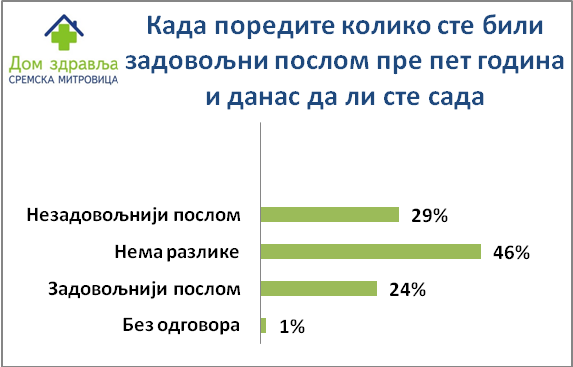 Дом здравља
СРЕМСКА МИТРОВИЦА
Када поредите колико сте били
задовољни послом пре пет година
и данас да ли сте сада
Незадовољнији послом
29%
Нема разлике
46%
Задовољнији послом
24%
Без одговора
1%